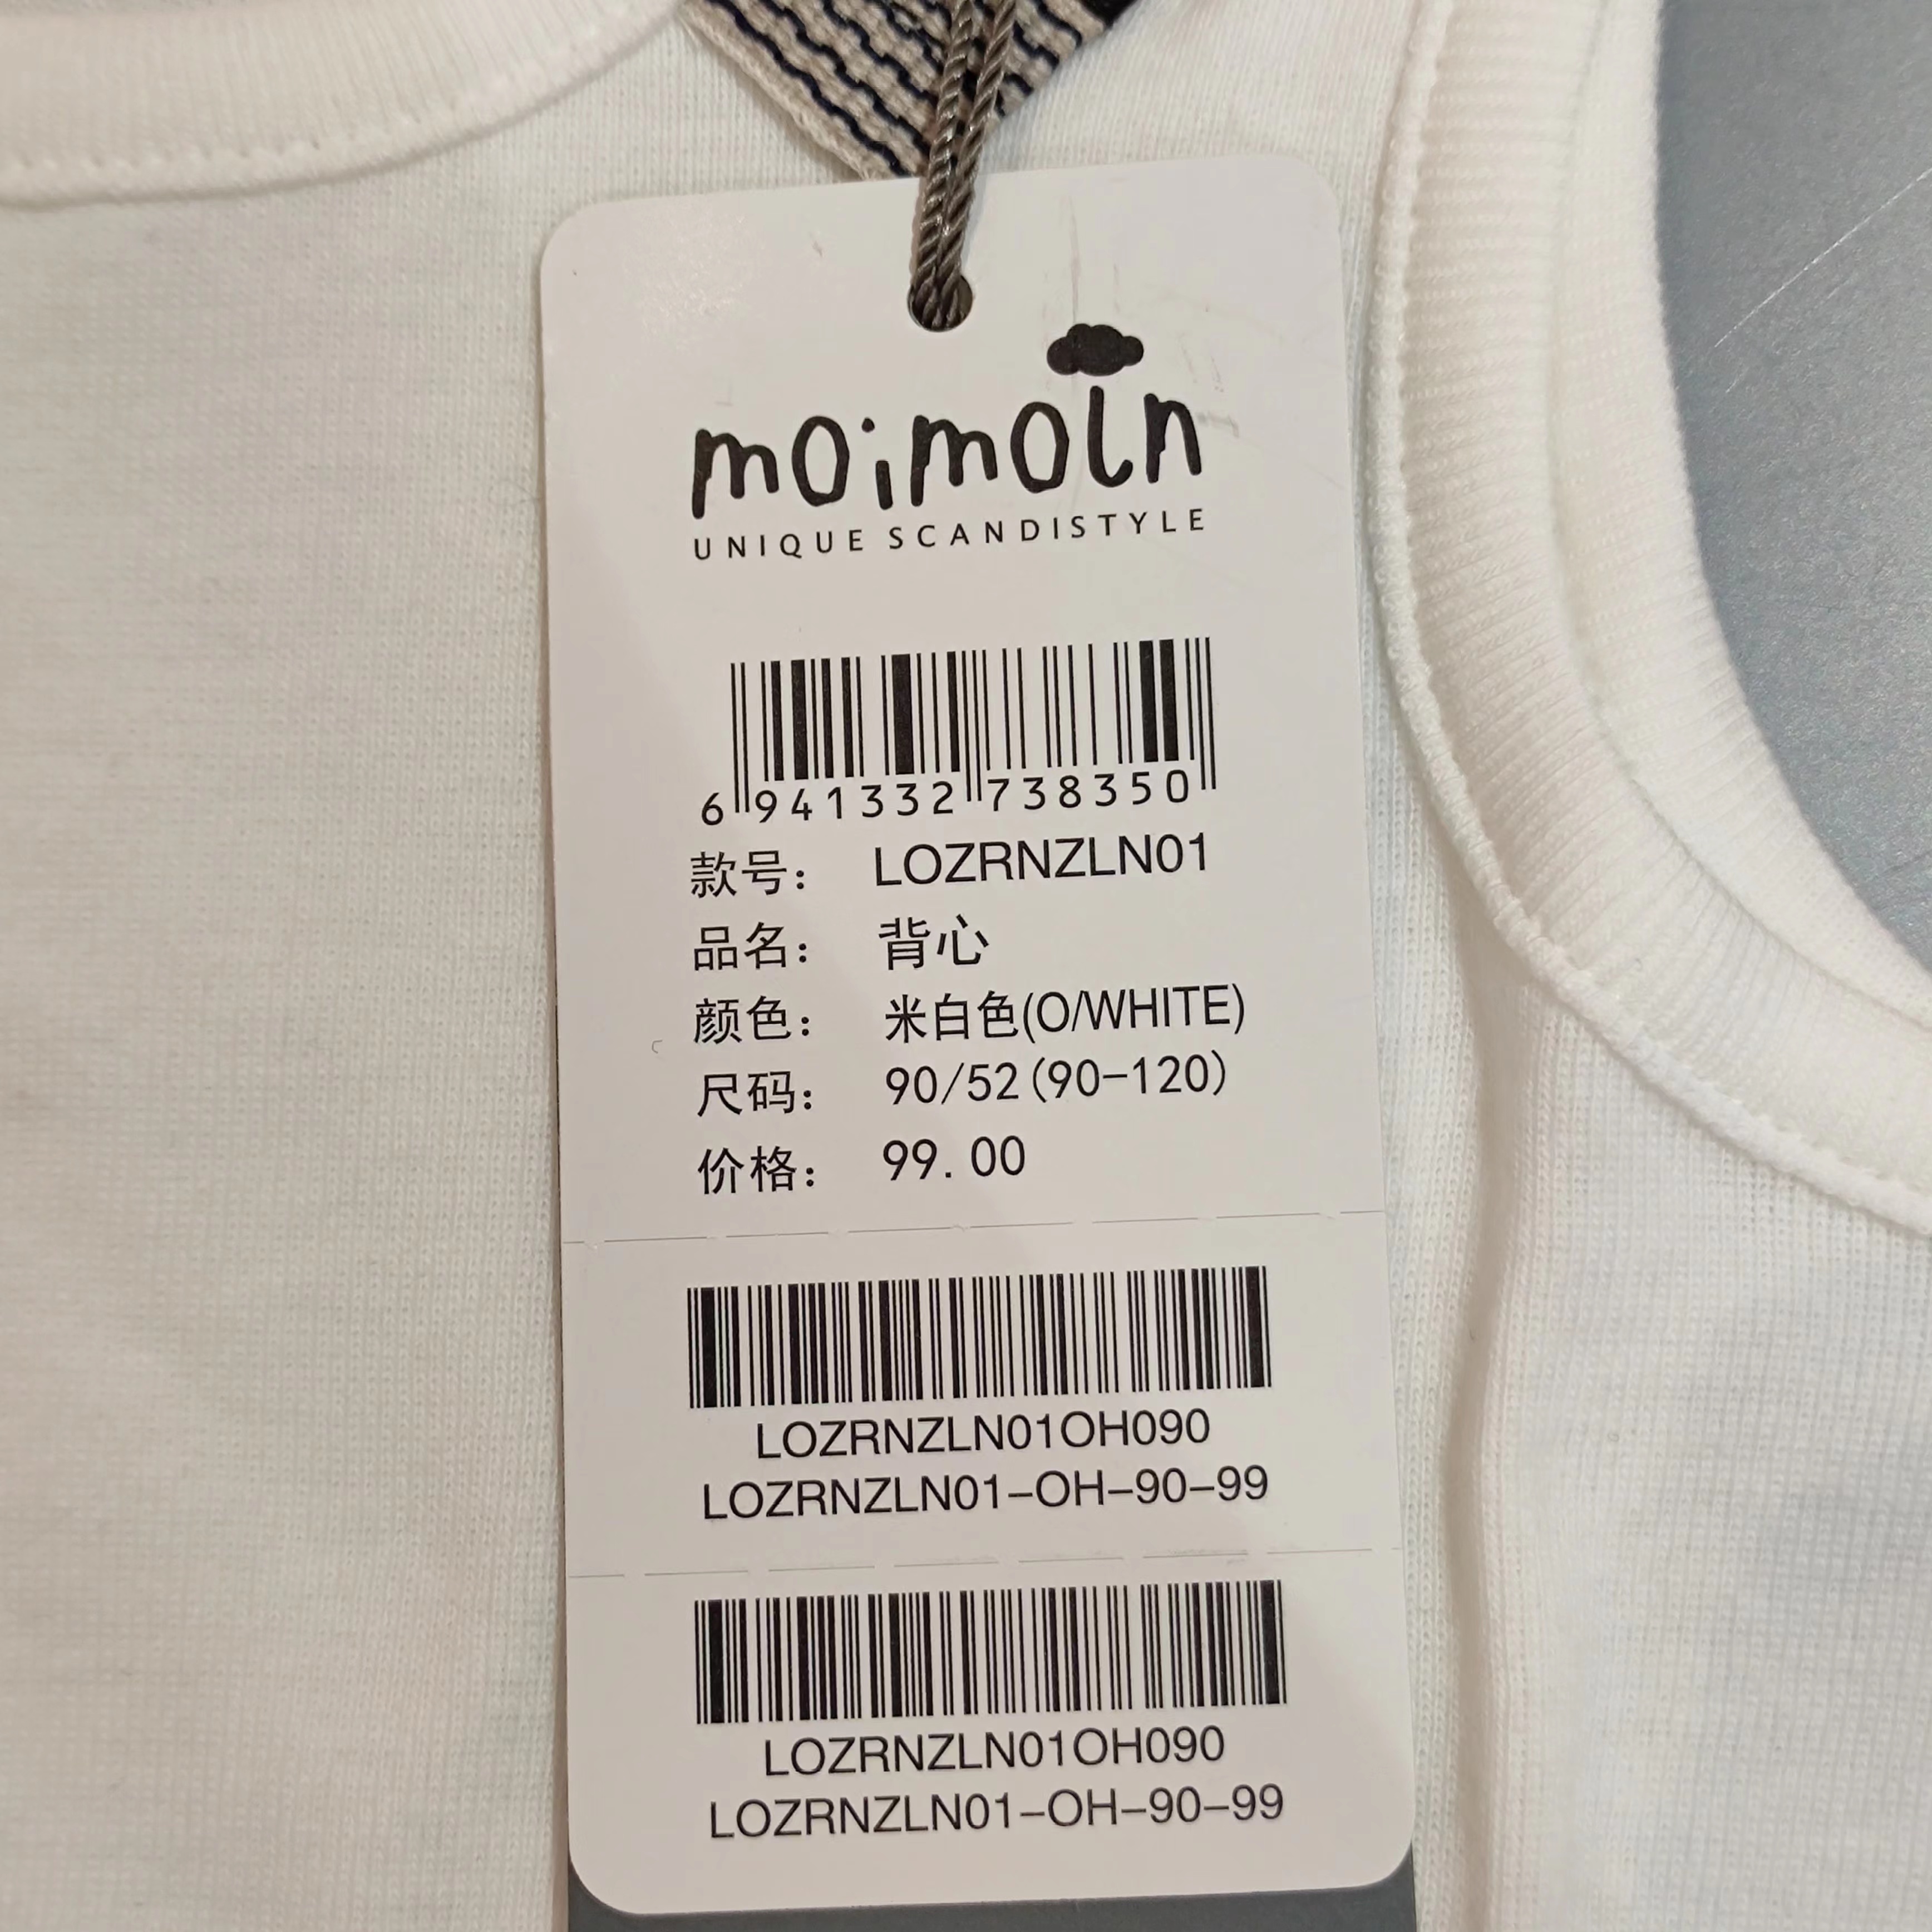 moimoln
UNIQUE SCANDISTYLE
6 941332 738350
款号： LOZRNZLN01
品名： 背心
颜色： 米白色(O/WHITE)
尺码： 90/52(90-120)
价格： 99.00
LOZRNZLN01OH090
LOZRNZLN01-OH-90-99
LOZRNZLN01OH090
LOZRNZLN01-OH-90-99